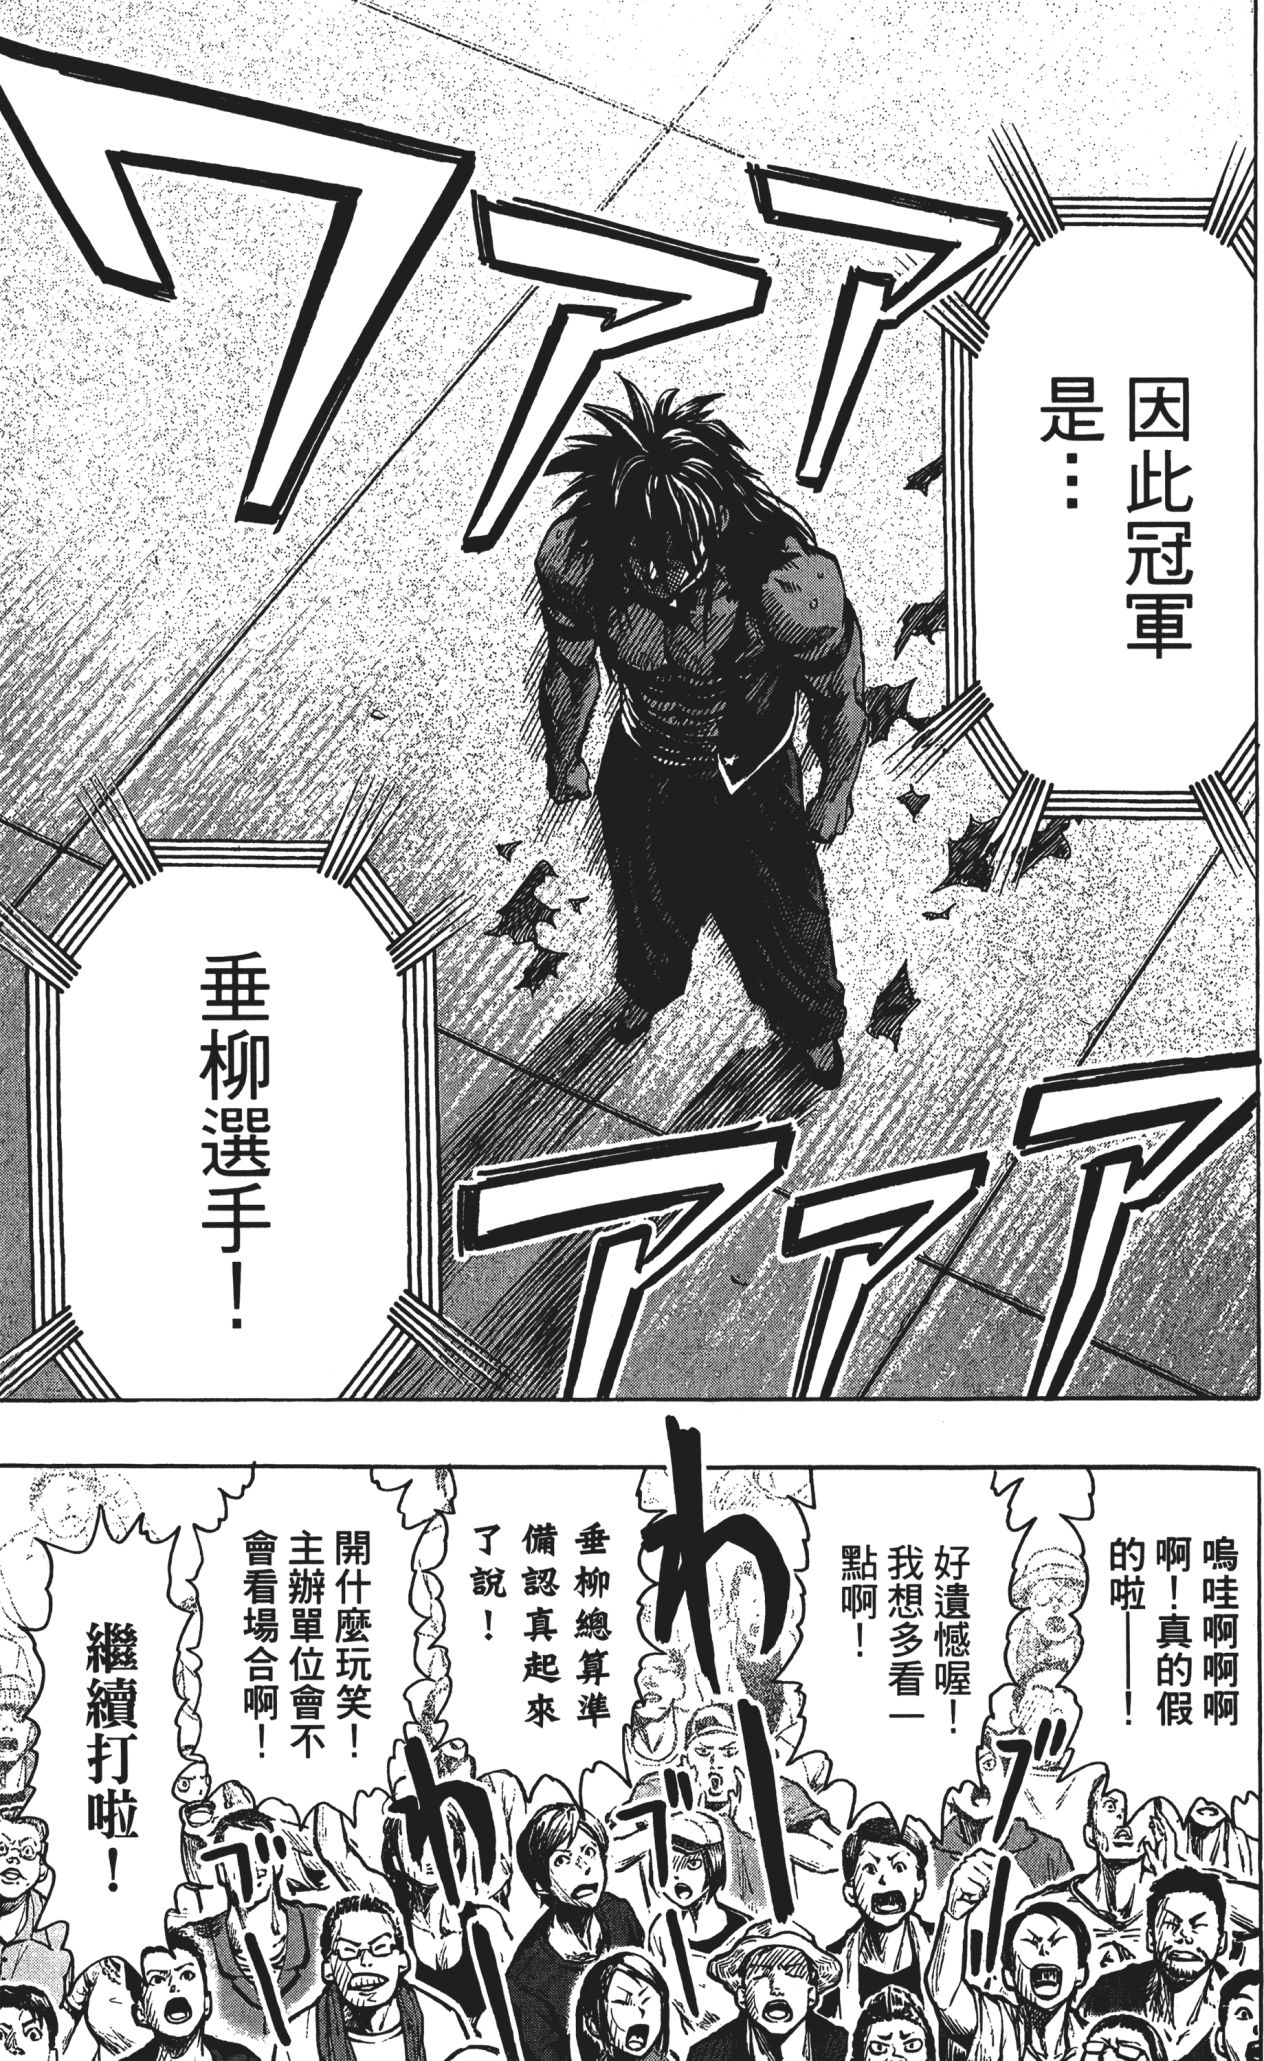 因此冠軍
是…
ワアア
垂柳選手！
アアア
嗚哇啊啊啊
啊！真的假
的啦——！
好遺憾喔！
我想多看一
點啊！
垂柳總算準
備認真起來
了說！
開什麼玩笑！
主辦單位會不
會看場合啊！
繼續打啦！
わー
わー
ブー
ブー
ブー